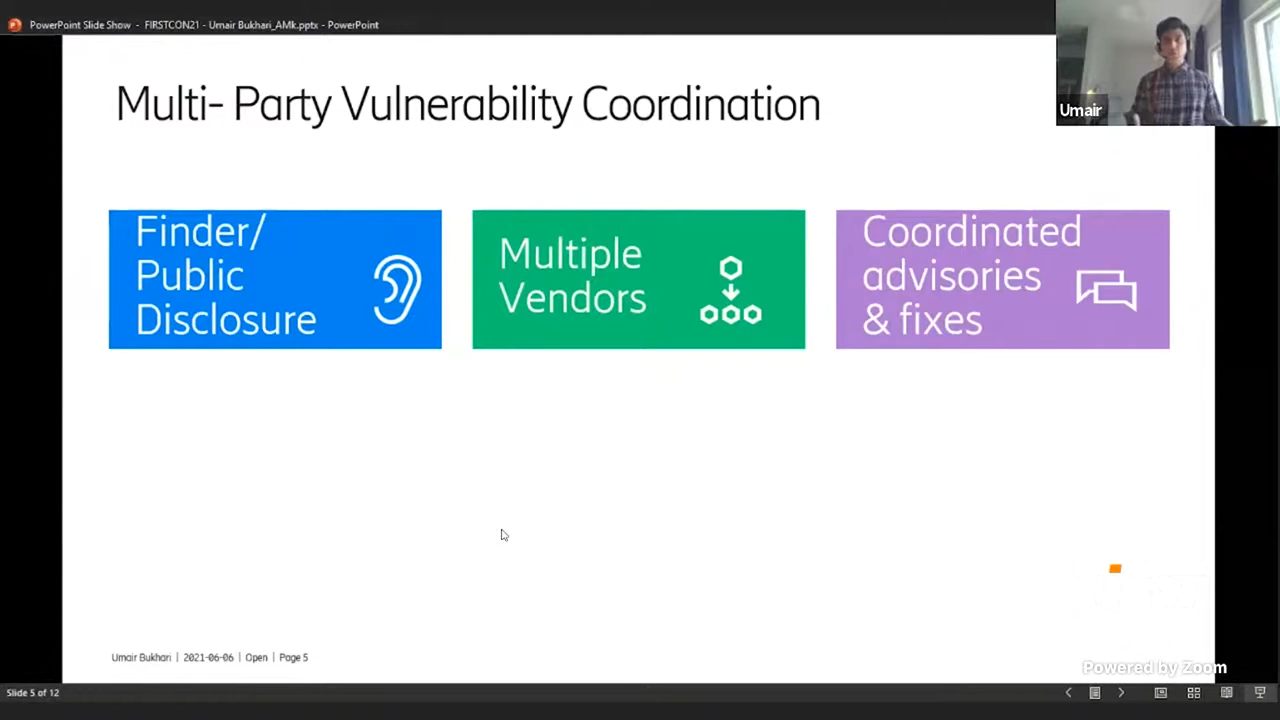 PowerPoint Slide Show - FIRSTCON21 - Umair Bukhari_AMk.pptx - PowerPoint
Multi- Party Vulnerability Coordination
Umair
Finder/
Public
Disclosure
Multiple
Vendors
Coordinated
advisories
& fixes
Umair Bukhari | 2021-06-06 | Open | Page 5
Powered by Zoom
Slide 5 of 12